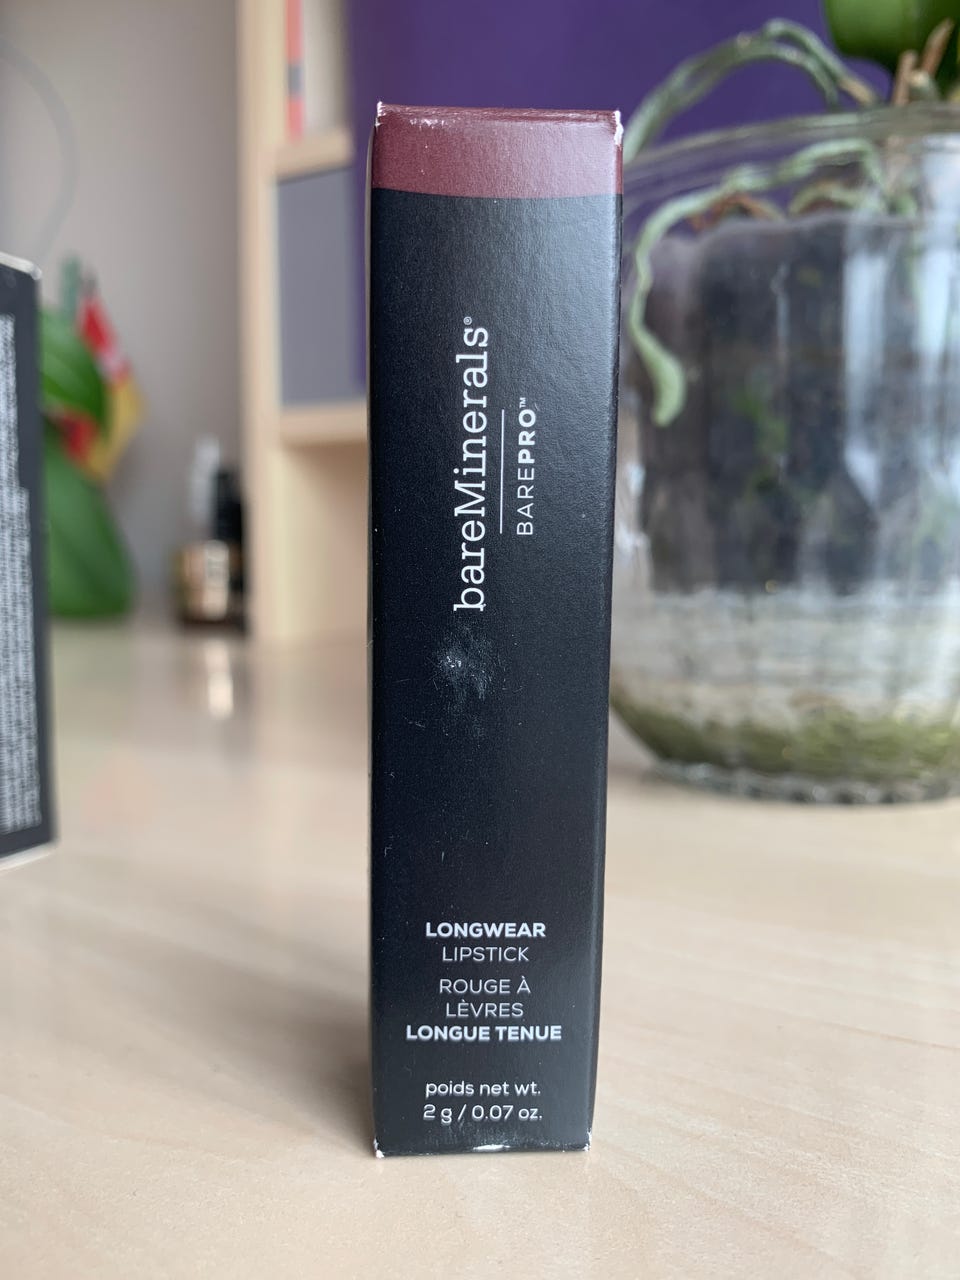 bareMinerals®
BAREPRO™
LONGWEAR
LIPSTICK
ROUGE À
LÈVRES
LONGUE TENUE
poids net wt.
2 g / 0.07 oz.